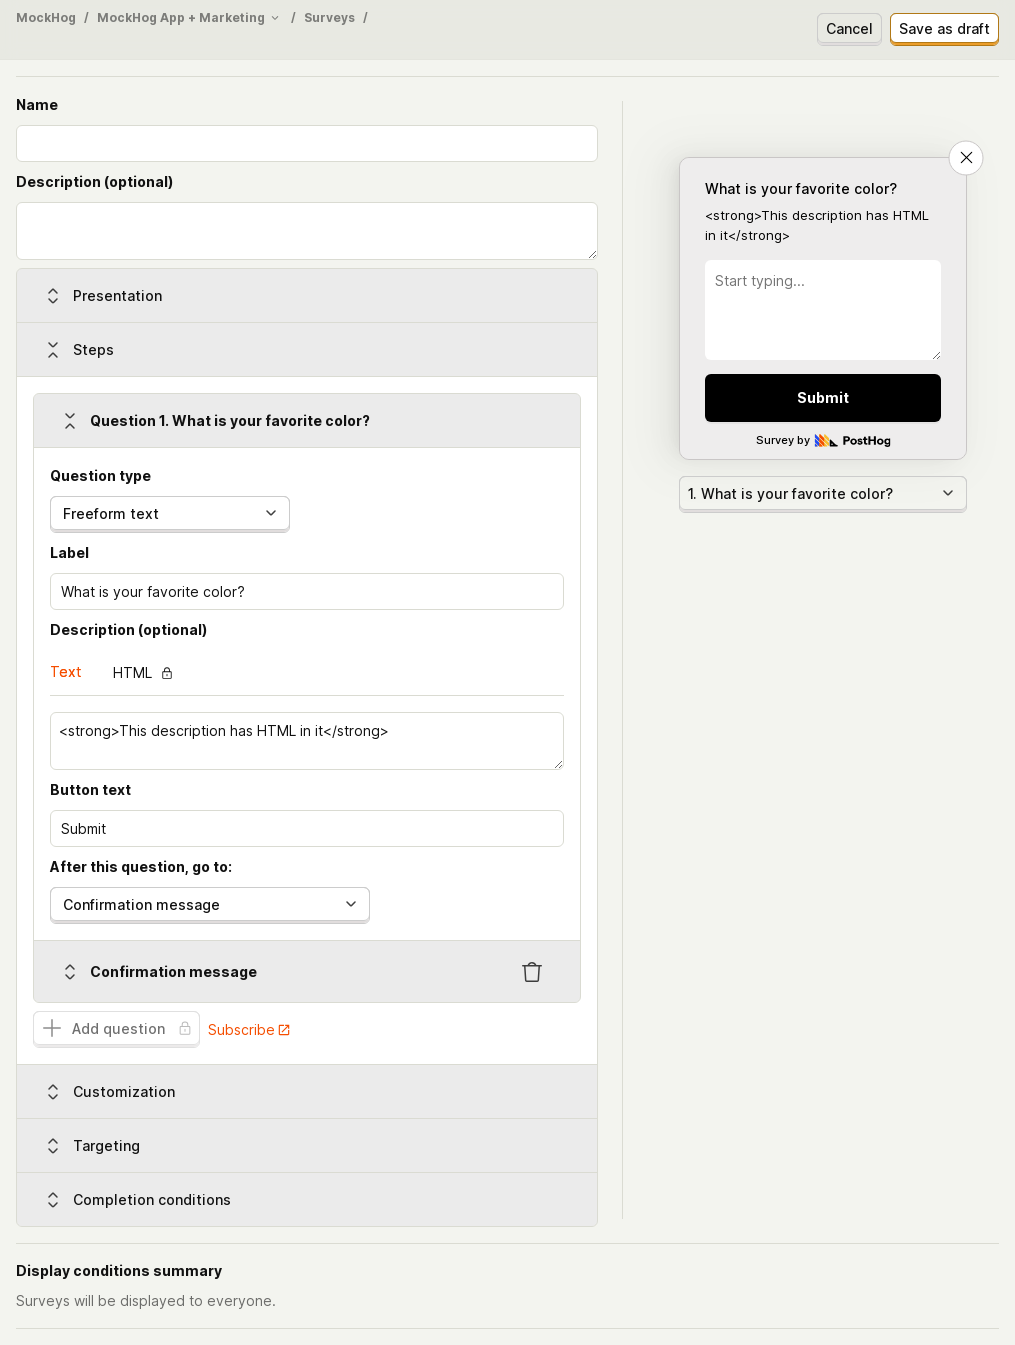 MockHog / MockHog App + Marketing / Surveys /
Cancel
Save as draft
Name
Description (optional)
Presentation
Steps
Question 1. What is your favorite color?
Question type
Freeform text
Label
What is your favorite color?
Description (optional)
Text
HTML
<strong>This description has HTML in it</strong>
Button text
Submit
After this question, go to:
Confirmation message
Confirmation message
Add question
Subscribe
Customization
Targeting
Completion conditions
What is your favorite color?
<strong>This description has HTML
in it</strong>
Start typing...
Submit
Survey by PostHog
1. What is your favorite color?
Display conditions summary
Surveys will be displayed to everyone.